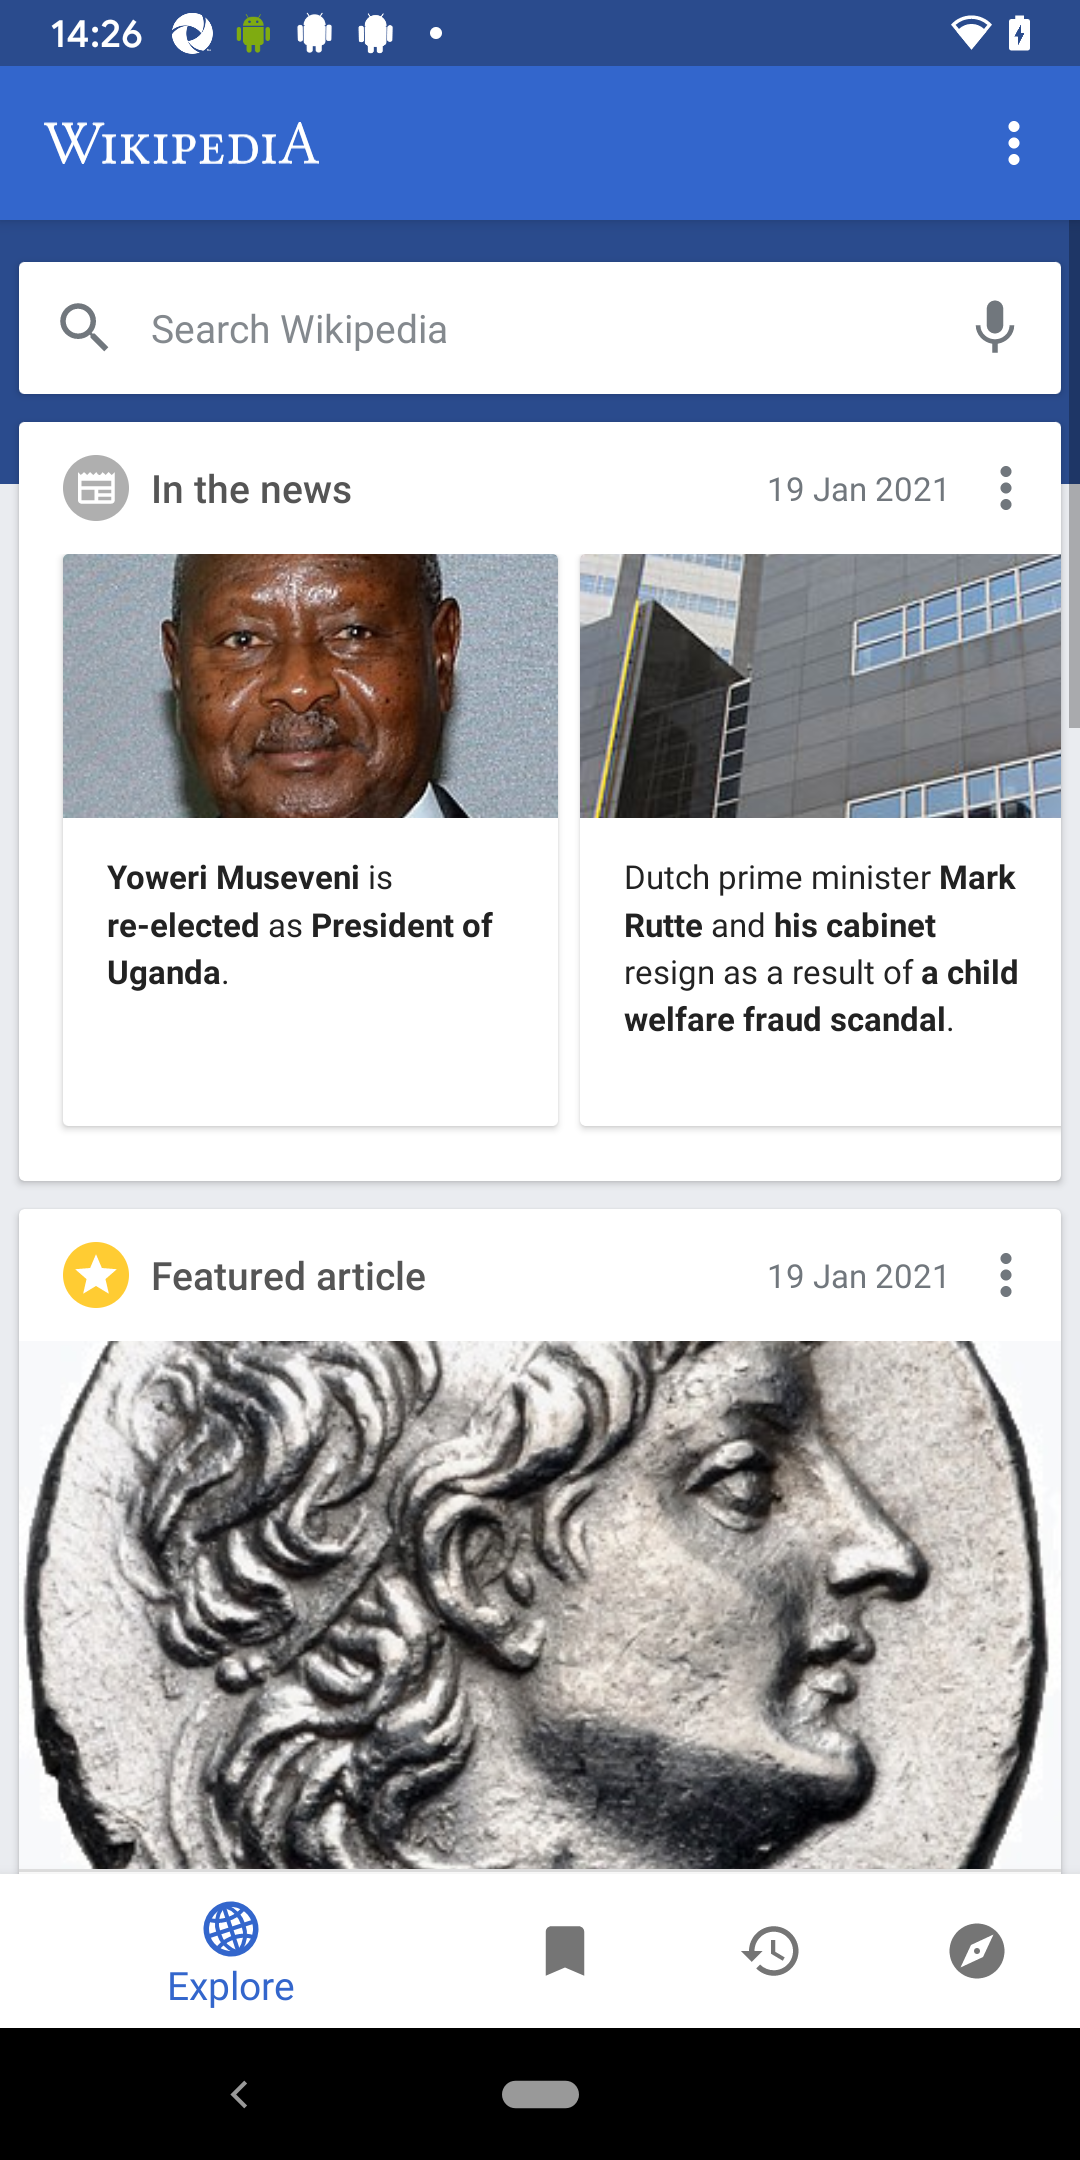 14:26
WIKIPEDIA
Search Wikipedia
In the news
19 Jan 2021
Yoweri Museveni is
re-elected as President of
Uganda.
Dutch prime minister Mark
Rutte and his cabinet
resign as a result of a child
welfare fraud scandal.
Featured article
19 Jan 2021
Explore